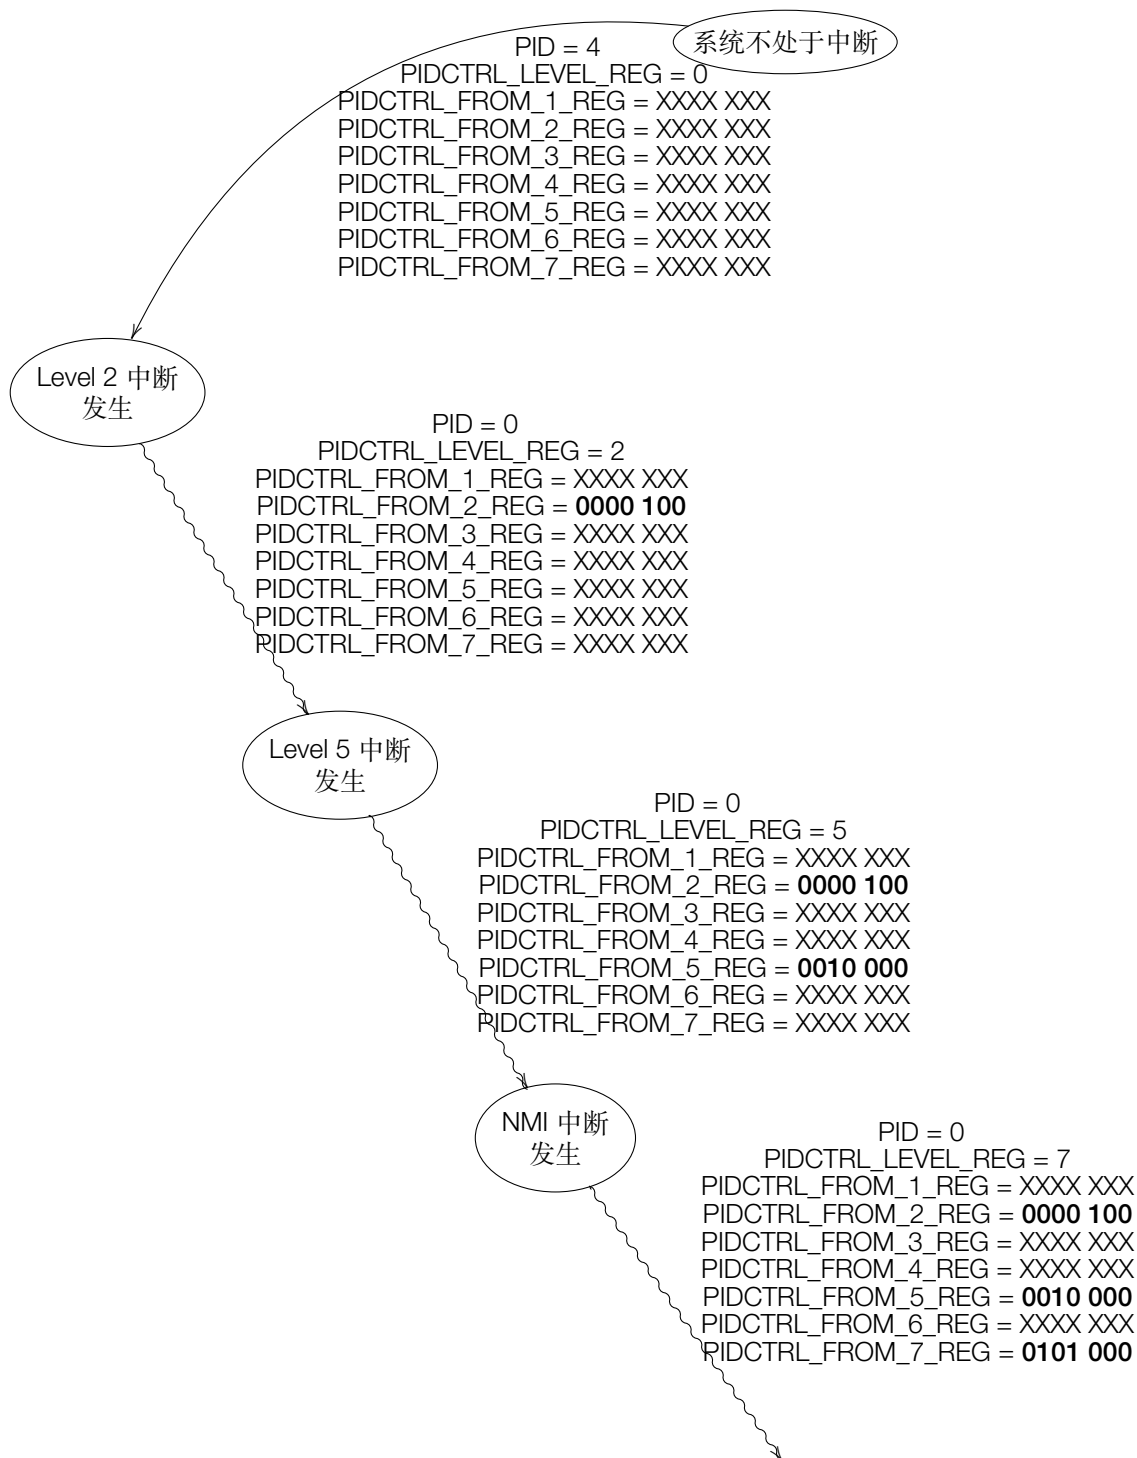 系统不处于中断
PID = 4
PIDCTRL_LEVEL_REG = 0
PIDCTRL_FROM_1_REG = XXXX XXX
PIDCTRL_FROM_2_REG = XXXX XXX
PIDCTRL_FROM_3_REG = XXXX XXX
PIDCTRL_FROM_4_REG = XXXX XXX
PIDCTRL_FROM_5_REG = XXXX XXX
PIDCTRL_FROM_6_REG = XXXX XXX
PIDCTRL_FROM_7_REG = XXXX XXX
Level 2 中断
发生
PID = 0
PIDCTRL_LEVEL_REG = 2
PIDCTRL_FROM_1_REG = XXXX XXX
PIDCTRL_FROM_2_REG = 0000 100
PIDCTRL_FROM_3_REG = XXXX XXX
PIDCTRL_FROM_4_REG = XXXX XXX
PIDCTRL_FROM_5_REG = XXXX XXX
PIDCTRL_FROM_6_REG = XXXX XXX
PIDCTRL_FROM_7_REG = XXXX XXX
Level 5 中断
发生
PID = 0
PIDCTRL_LEVEL_REG = 5
PIDCTRL_FROM_1_REG = XXXX XXX
PIDCTRL_FROM_2_REG = 0000 100
PIDCTRL_FROM_3_REG = XXXX XXX
PIDCTRL_FROM_4_REG = XXXX XXX
PIDCTRL_FROM_5_REG = 0010 000
PIDCTRL_FROM_6_REG = XXXX XXX
PIDCTRL_FROM_7_REG = XXXX XXX
NMI 中断
发生
PID = 0
PIDCTRL_LEVEL_REG = 7
PIDCTRL_FROM_1_REG = XXXX XXX
PIDCTRL_FROM_2_REG = 0000 100
PIDCTRL_FROM_3_REG = XXXX XXX
PIDCTRL_FROM_4_REG = XXXX XXX
PIDCTRL_FROM_5_REG = 0010 000
PIDCTRL_FROM_6_REG = XXXX XXX
PIDCTRL_FROM_7_REG = 0101 000